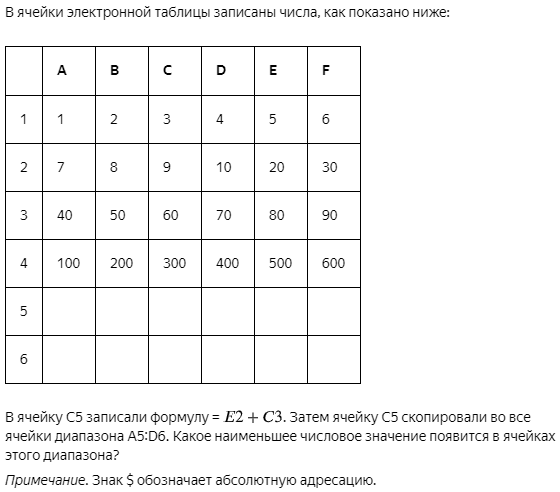 В ячейки электронной таблицы записаны числа, как показано ниже:
A B C D E F
1 1 2 3 4 5 6
2 7 8 9 10 20 30
3 40 50 60 70 80 90
4 100 200 300 400 500 600
5
6
В ячейку C5 записали формулу = E2 + C3. Затем ячейку C5 скопировали во все
ячейки диапазона A5:D6. Какое наименьшее числовое значение появится в ячейках
этого диапазона?
Примечание. Знак $ обозначает абсолютную адресацию.